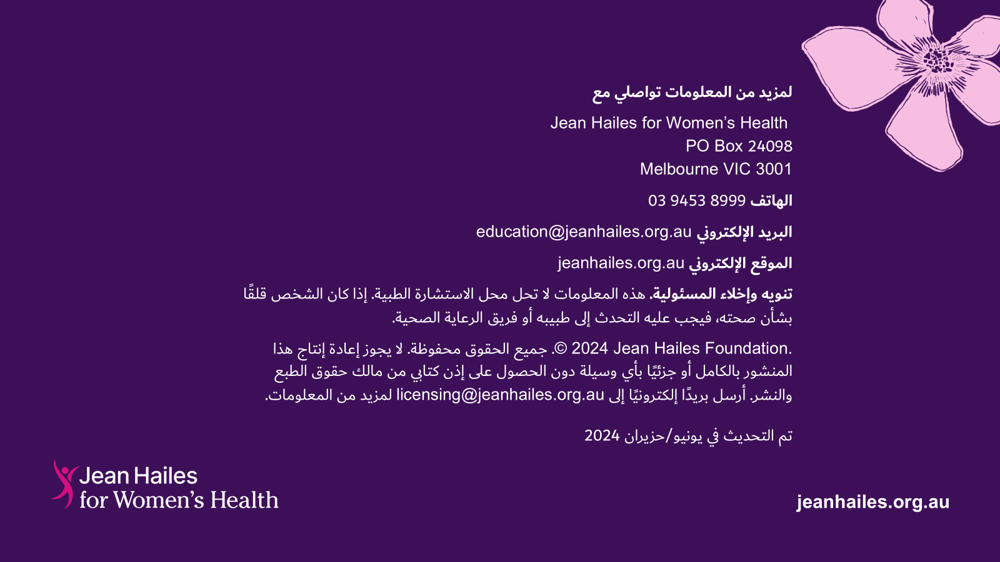 لمزيد من المعلومات تواصلي مع
Jean Hailes for Women’s Health
PO Box 24098
Melbourne VIC 3001
الهاتف 03 9453 8999
البريد الإلكتروني education@jeanhailes.org.au
الموقع الإلكتروني jeanhailes.org.au
تنويه وإخلاء المسئولية. هذه المعلومات لا تحل محل الاستشارة الطبية. إذا كان الشخص قلقًا
بشأن صحته، فيجب عليه التحدث إلى طبيبه أو فريق الرعاية الصحية.
© 2024 Jean Hailes Foundation.. جميع الحقوق محفوظة. لا يجوز إعادة إنتاج هذا
المنشور بالكامل أو جزئيًا بأي وسيلة دون الحصول على إذن كتابي من مالك حقوق الطبع
والنشر. أرسل بريدًا إلكترونيًا إلى licensing@jeanhailes.org.au لمزيد من المعلومات.
تم التحديث في يونيو/حزيران 2024
Jean Hailes
for Women’s Health
jeanhailes.org.au